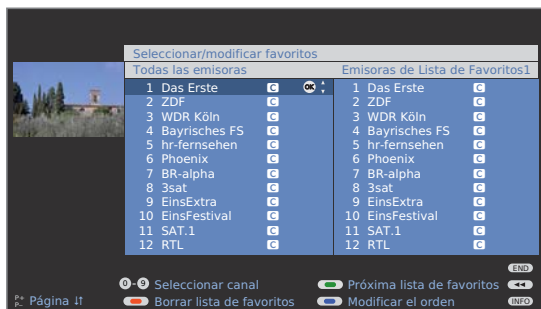 Seleccionar/modificar favoritos
Todas las emisoras Emisoras de Lista de Favoritos1
1 Das Erste C OK 1 Das Erste C
2 ZDF C 2 ZDF C
3 WDR Köln C 3 WDR Köln C
4 Bayrisches FS C 4 Bayrisches FS C
5 hr-fernsehen C 5 hr-fernsehen C
6 Phoenix C 6 Phoenix C
7 BR-alpha C 7 BR-alpha C
8 3sat C 8 3sat C
9 EinsExtra C 9 EinsExtra C
10 EinsFestival C 10 EinsFestival C
11 SAT.1 C 11 SAT.1 C
12 RTL C 12 RTL C
END
0-9 Seleccionar canal Próxima lista de favoritos
P+ P- Página Borrar lista de favoritos Modificar el orden INFO